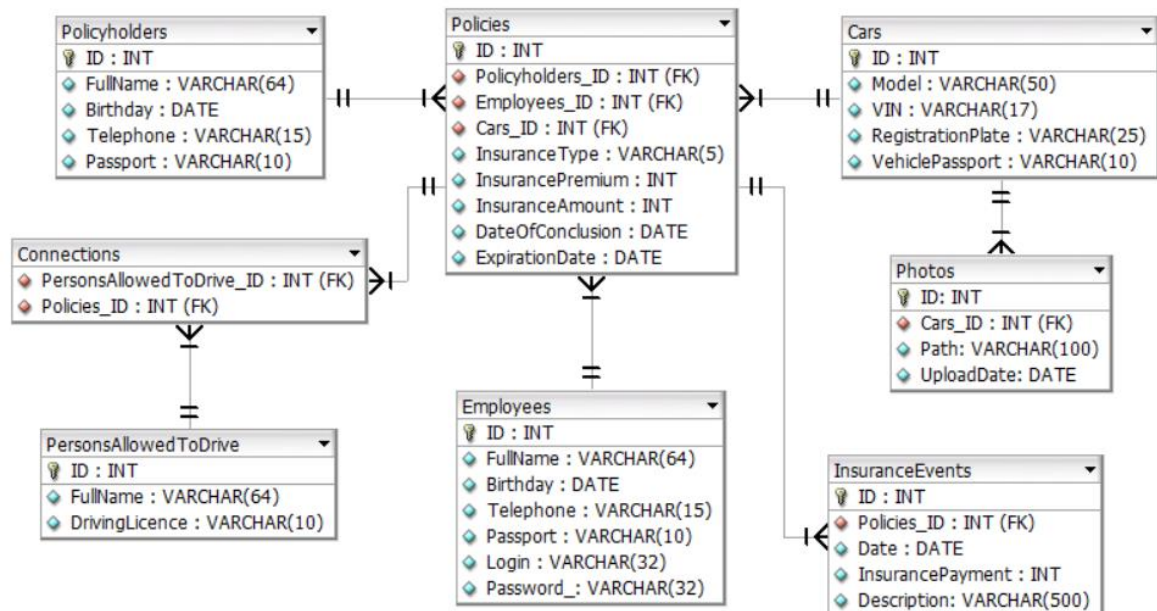 Policyholders
ID : INT
FullName : VARCHAR(64)
Birthday : DATE
Telephone : VARCHAR(15)
Passport : VARCHAR(10)
Policies
ID : INT
Policyholders_ID : INT (FK)
Employees_ID : INT (FK)
Cars_ID : INT (FK)
InsuranceType : VARCHAR(5)
InsurancePremium : INT
InsuranceAmount : INT
DateOfConclusion : DATE
ExpirationDate : DATE
Cars
ID : INT
Model : VARCHAR(50)
VIN : VARCHAR(17)
RegistrationPlate : VARCHAR(25)
VehiclePassport : VARCHAR(10)
Connections
PersonsAllowedToDrive_ID : INT (FK)
Policies_ID : INT (FK)
Photos
ID: INT
Cars_ID : INT (FK)
Path: VARCHAR(100)
UploadDate: DATE
PersonsAllowedToDrive
ID : INT
FullName : VARCHAR(64)
DrivingLicence : VARCHAR(10)
Employees
ID : INT
FullName : VARCHAR(64)
Birthday : DATE
Telephone : VARCHAR(15)
Passport : VARCHAR(10)
Login : VARCHAR(32)
Password_: VARCHAR(32)
InsuranceEvents
ID : INT
Policies_ID : INT (FK)
Date : DATE
InsurancePayment : INT
Description: VARCHAR(500)